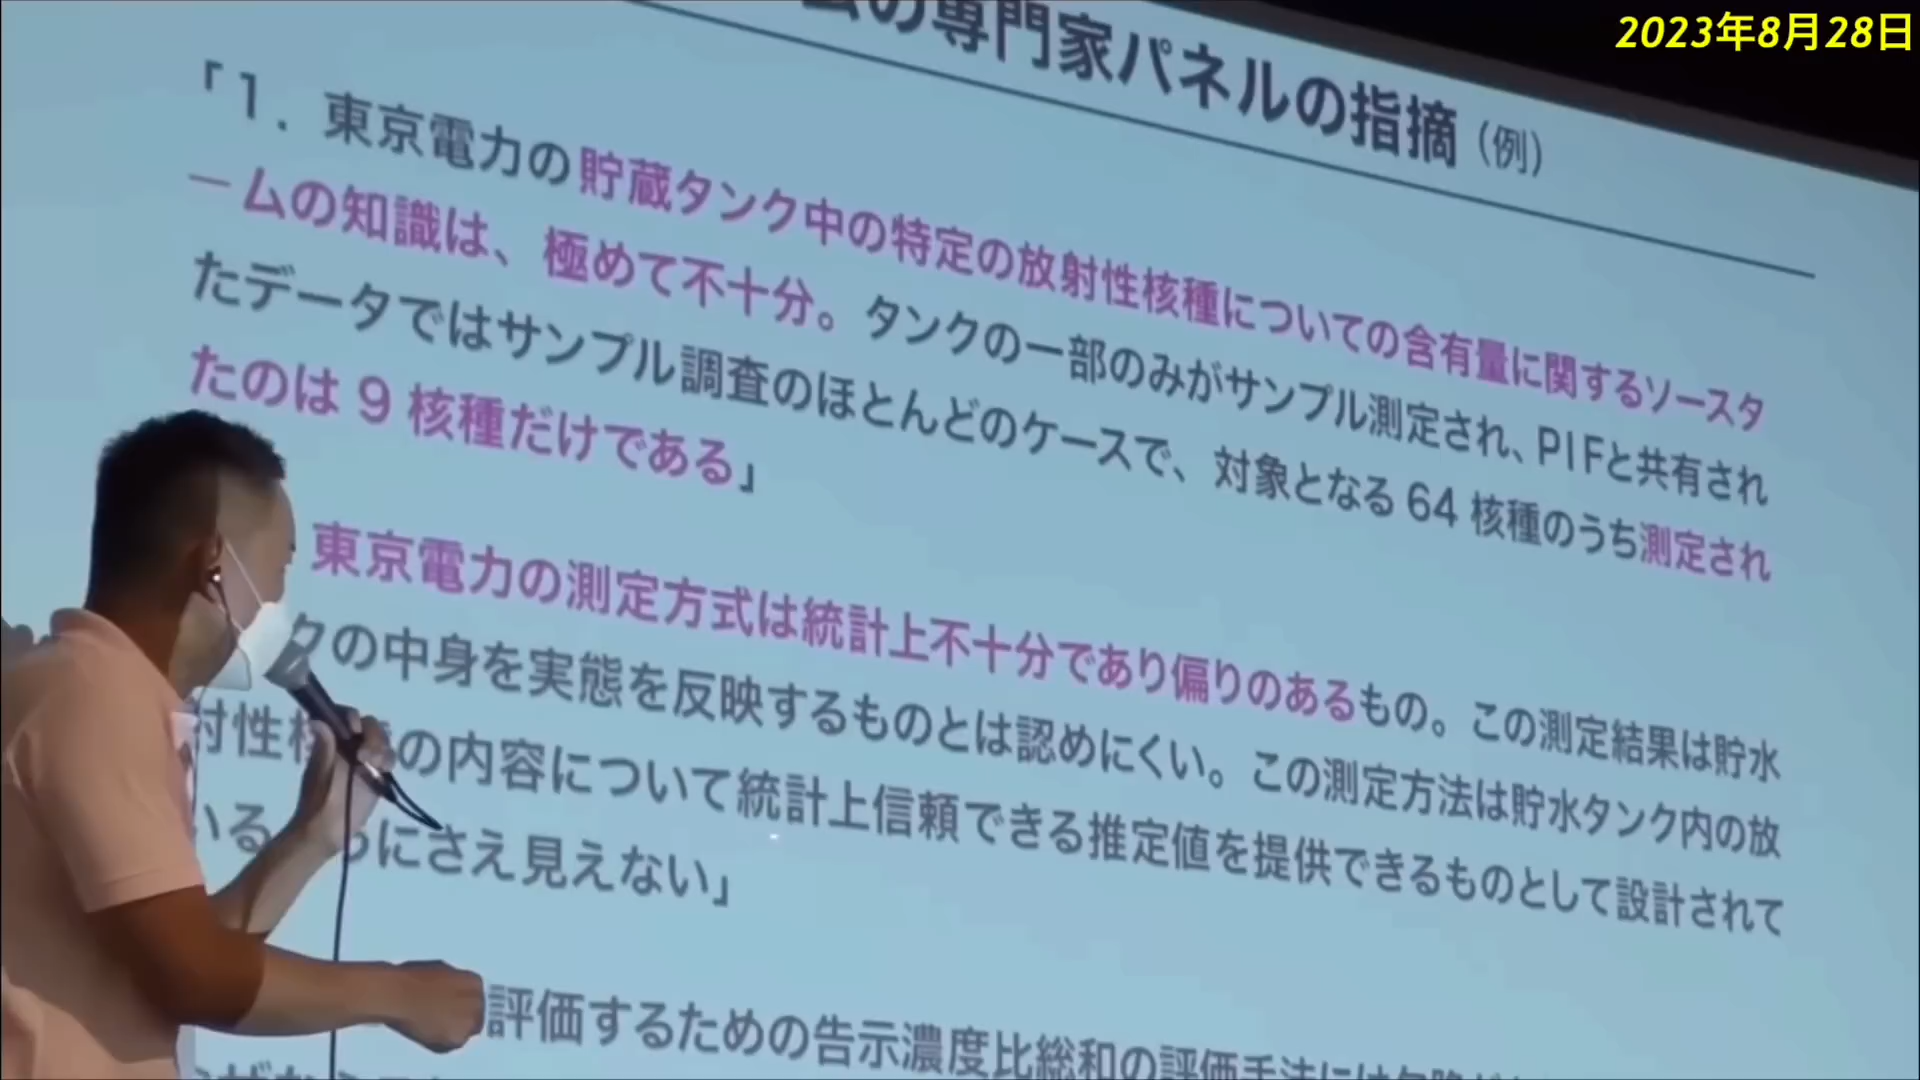 2023年8月28日
の専門家パネルの指摘（例）
「1．東京電力の貯蔵タンク中の特定の放射性核種についての含有量に関するソースタ
ームの知識は、極めて不十分。タンクの一部のみがサンプル測定され、PIFと共有され
たデータではサンプル調査のほとんどのケースで、対象となる 64 核種のうち測定され
たのは 9 核種だけである」
東京電力の測定方式は統計上不十分であり偏りのあるもの。この測定結果は貯水
クの中身を実態を反映するものとは認めにくい。この測定方法は貯水タンク内の放
射性核 の内容について統計上信頼できる推定値を提供できるものとして設計されて
いる うにさえ見えない」
評価するための告示濃度比総和の評価手法には欠陥が